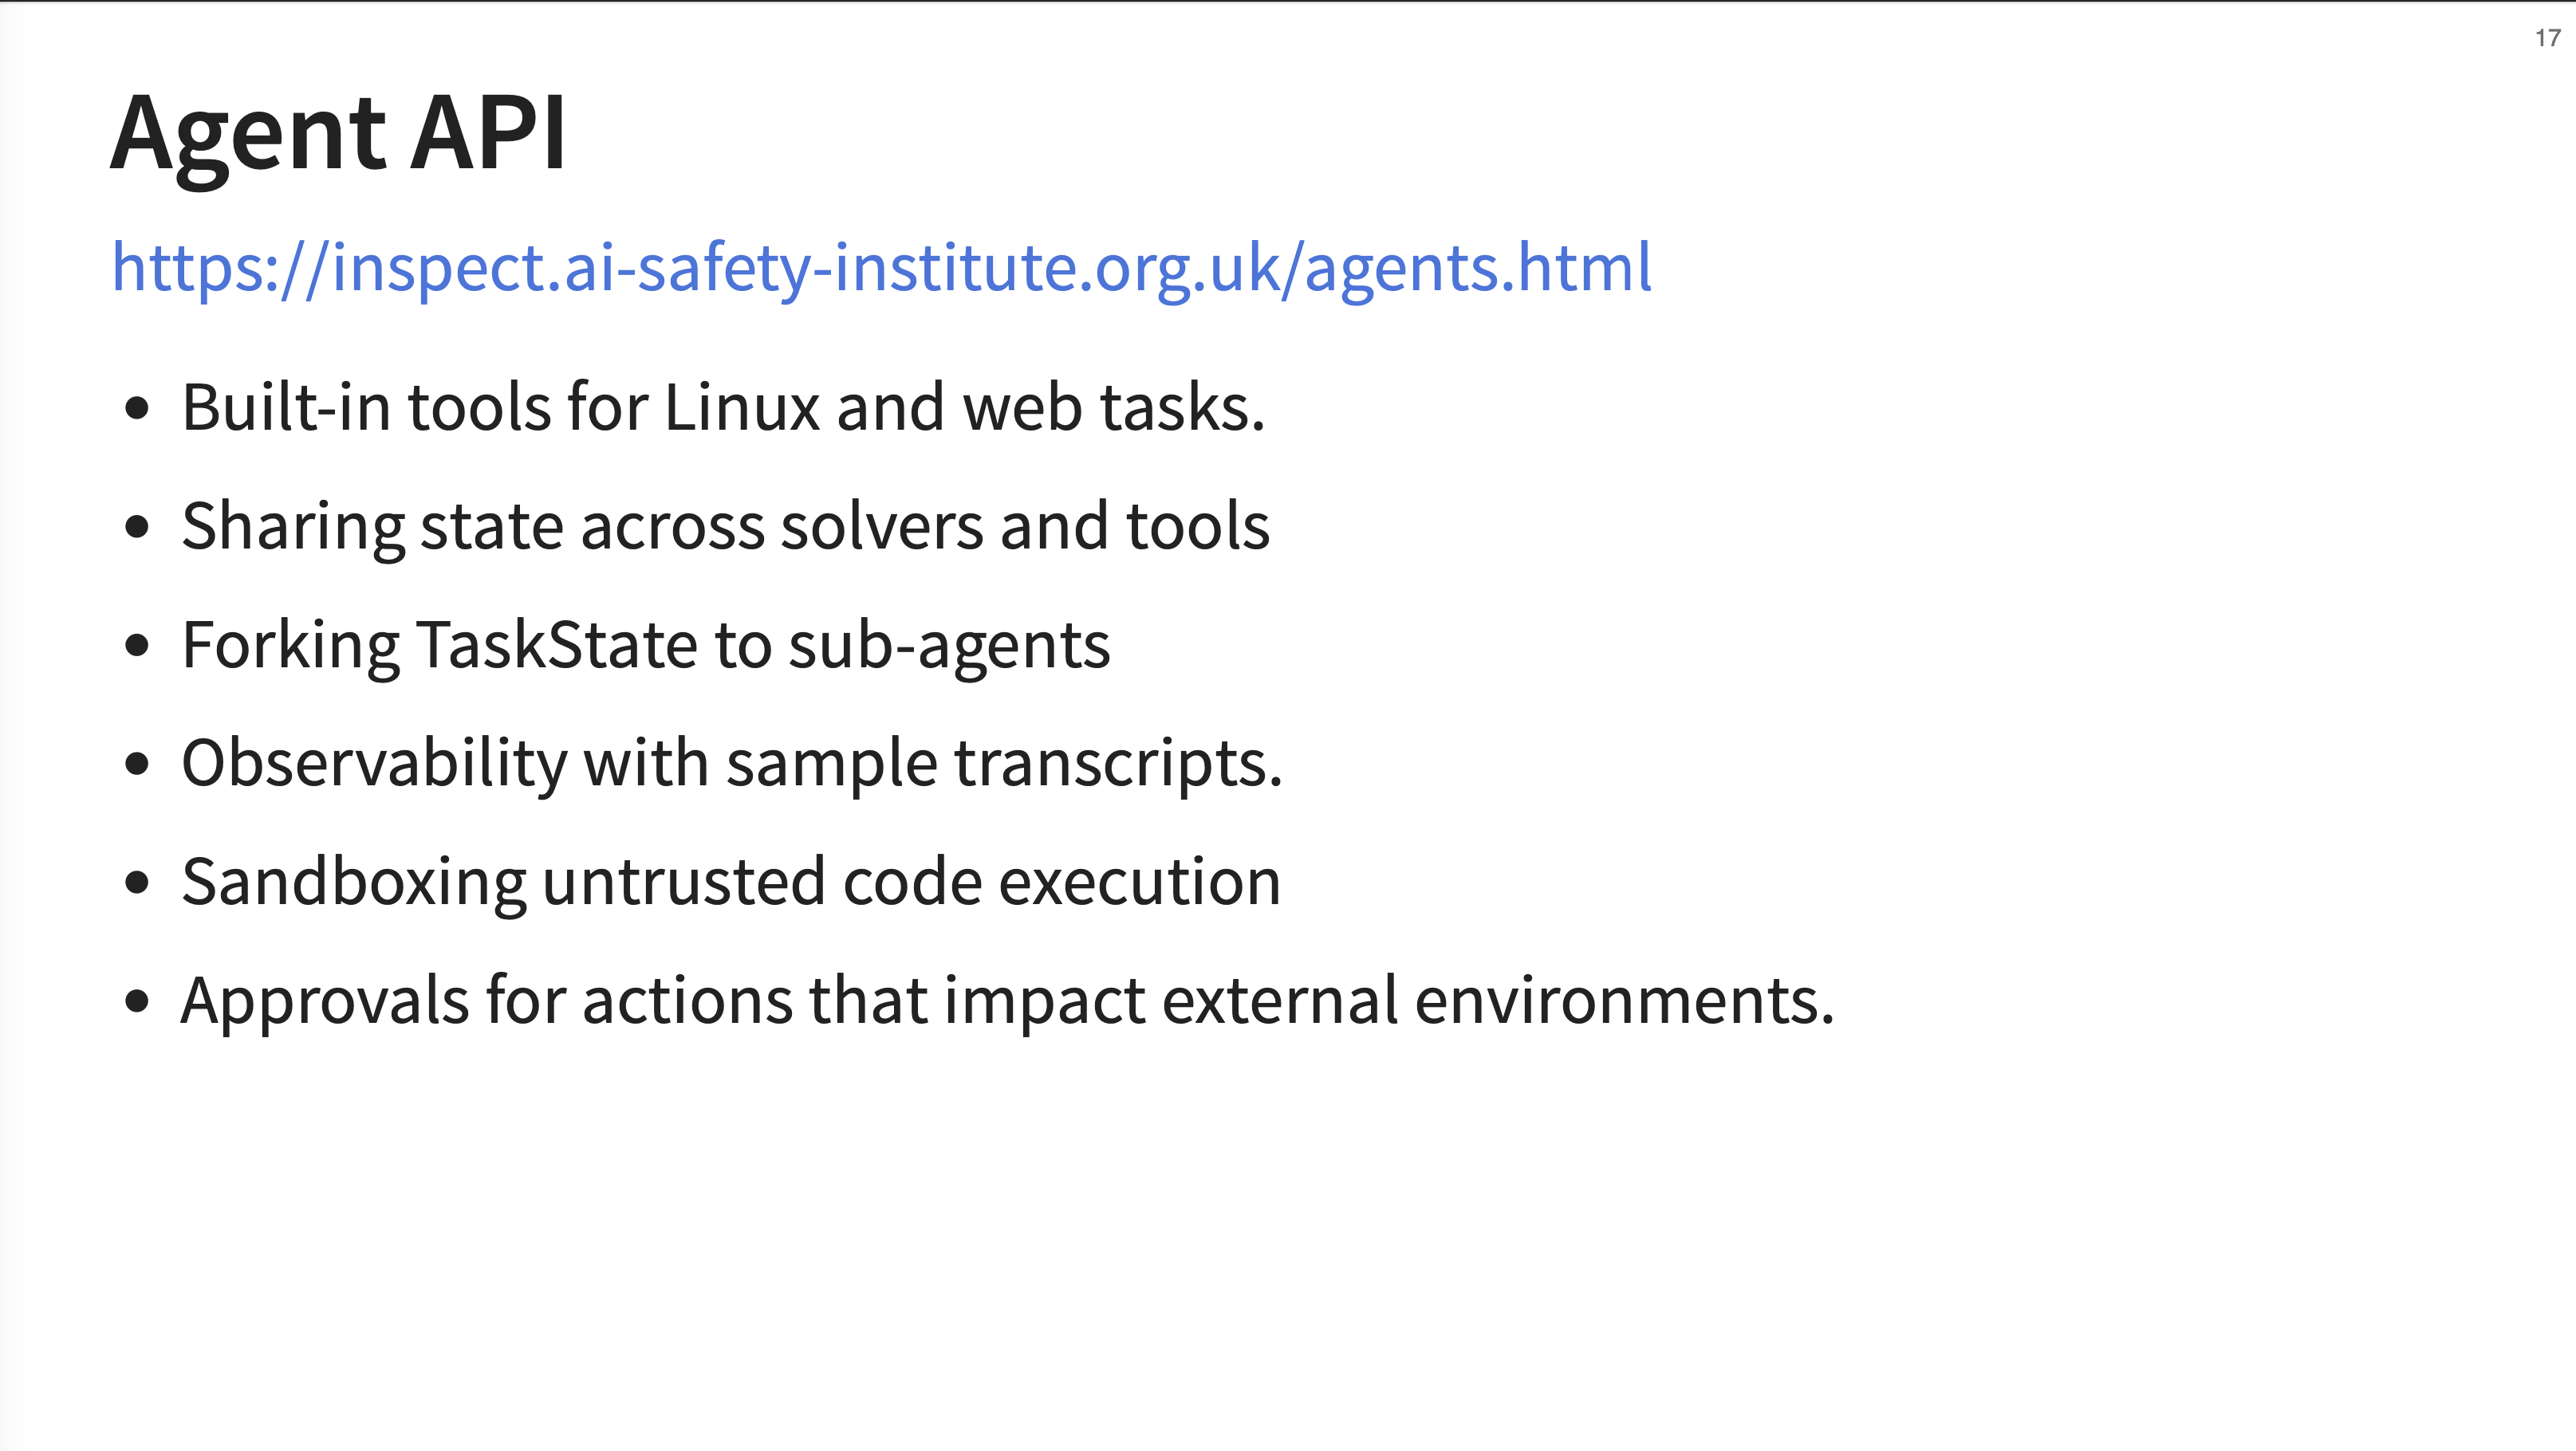 17
Agent API
https://inspect.ai-safety-institute.org.uk/agents.html
• Built-in tools for Linux and web tasks.
• Sharing state across solvers and tools
• Forking TaskState to sub-agents
• Observability with sample transcripts.
• Sandboxing untrusted code execution
• Approvals for actions that impact external environments.